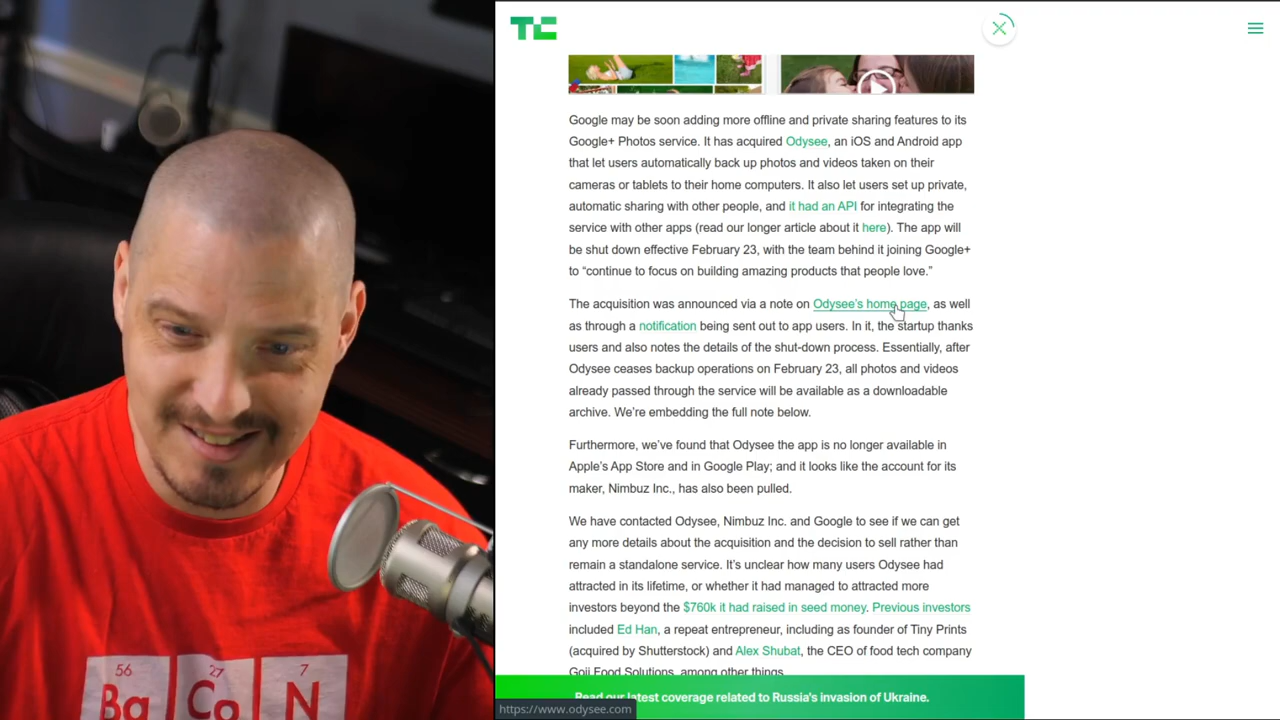 TC
Google may be soon adding more offline and private sharing features to its
Google+ Photos service. It has acquired Odysee, an iOS and Android app
that let users automatically back up photos and videos taken on their
cameras or tablets to their home computers. It also let users set up private,
automatic sharing with other people, and it had an API for integrating the
service with other apps (read our longer article about it here). The app will
be shut down effective February 23, with the team behind it joining Google+
to “continue to focus on building amazing products that people love.”
The acquisition was announced via a note on Odysee’s home page, as well
as through a notification being sent out to app users. In it, the startup thanks
users and also notes the details of the shut-down process. Essentially, after
Odysee ceases backup operations on February 23, all photos and videos
already passed through the service will be available as a downloadable
archive. We’re embedding the full note below.
Furthermore, we’ve found that Odysee the app is no longer available in
Apple’s App Store and in Google Play; and it looks like the account for its
maker, Nimbuz Inc., has also been pulled.
We have contacted Odysee, Nimbuz Inc. and Google to see if we can get
any more details about the acquisition and the decision to sell rather than
remain a standalone service. It’s unclear how many users Odysee had
attracted in its lifetime, or whether it had managed to attracted more
investors beyond the $760k it had raised in seed money. Previous investors
included Ed Han, a repeat entrepreneur, including as founder of Tiny Prints
(acquired by Shutterstock) and Alex Shubat, the CEO of food tech company
Goji Food Solutions, among other things.
Read our latest coverage related to Russia's invasion of Ukraine.
https://www.odysee.com
56 27 7
Ba Co N